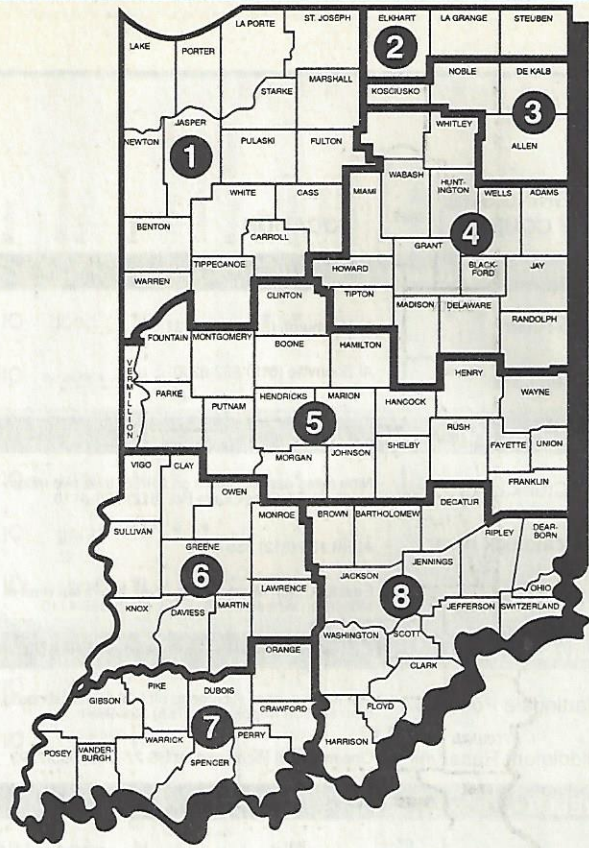 LA PORTE
ST. JOSEPH
ELKHART
LA GRANGE
STEUBEN
LAKE
PORTER
2
NOBLE
DE KALB
MARSHALL
STARKE
KOSCIUSKO
3
JASPER
WHITLEY
ALLEN
NEWTON
1
PULASKI
FULTON
WABASH
HUNT-
INGTON
WELLS
ADAMS
WHITE
CASS
MIAMI
BENTON
CARROLL
GRANT
4
TIPPECANOE
HOWARD
BLACK-
FORD
JAY
WARREN
CLINTON
TIPTON
MADISON
DELAWARE
RANDOLPH
FOUNTAIN
MONTGOMERY
BOONE
HAMILTON
VERMILLION
HENRY
WAYNE
PARKE
PUTNAM
HENDRICKS
MARION
HANCOCK
5
RUSH
SHELBY
FAYETTE
UNION
MORGAN
JOHNSON
VIGO
CLAY
FRANKLIN
OWEN
DECATUR
MONROE
BROWN
BARTHOLOMEW
RIPLEY
DEAR-
BORN
SULLIVAN
GREENE
JENNINGS
6
JACKSON
8
OHIO
LAWRENCE
KNOX
DAVIESS
MARTIN
JEFFERSON
SWITZERLAND
WASHINGTON
SCOTT
ORANGE
CLARK
PIKE
DUBOIS
GIBSON
7
CRAWFORD
FLOYD
PERRY
HARRISON
POSEY
VANDER-
BURGH
WARRICK
SPENCER